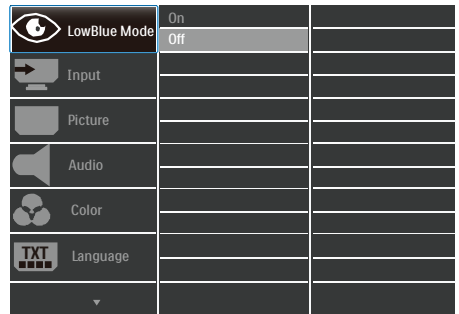 LowBlue Mode
On
Off
Input
Picture
Audio
Color
TXT
Language